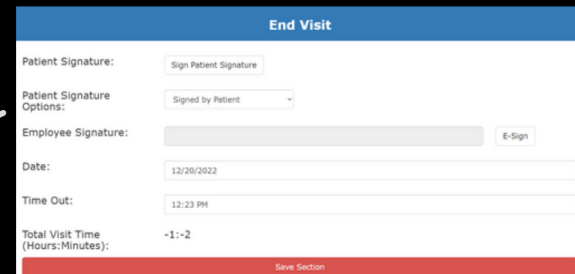 End Visit
Patient Signature:
Sign Patient Signature
Patient Signature
Options:
Signed by Patient
Employee Signature:
E-Sign
Date:
12/20/2022
Time Out:
12:23 PM
Total Visit Time
(Hours:Minutes):
-1:-2
Save Section